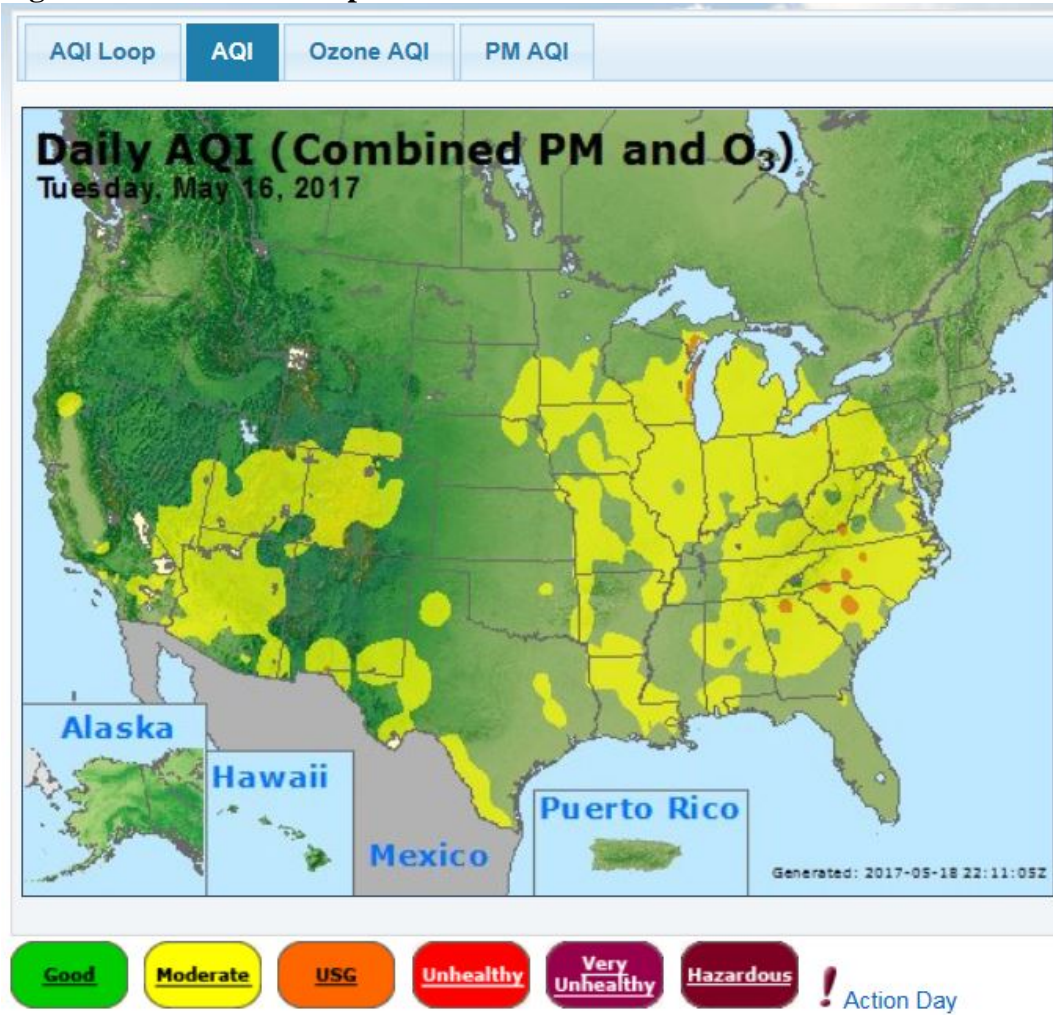 AQI Loop AQI Ozone AQI PM AQI
Daily AQI (Combined PM and O₃)
Tuesday, May 16, 2017
Alaska
Hawaii
Mexico
Puerto Rico
Generated: 2017-05-18 22:11:05Z
Good Moderate USG Unhealthy Very Unhealthy Hazardous ! Action Day